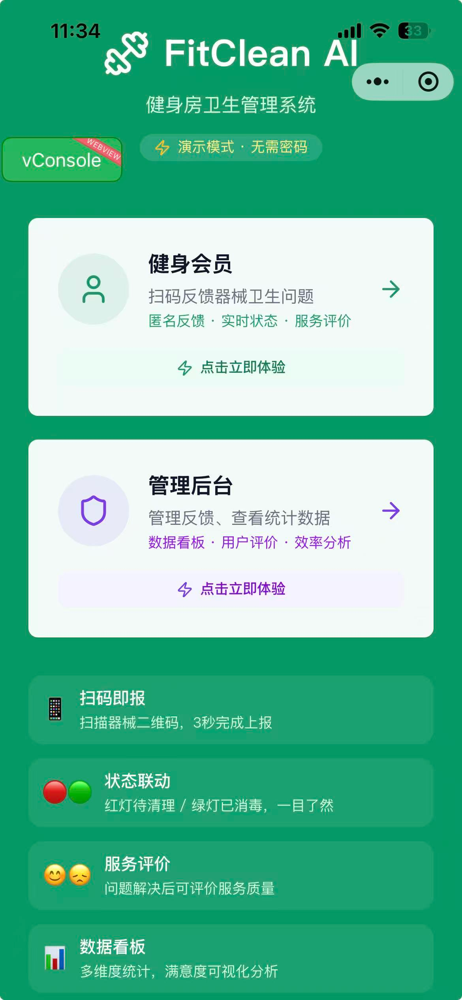 11:34
33
FitClean AI
健身房卫生管理系统
演示模式 · 无需密码
WEBVIEW
vConsole
健身会员
扫码反馈器械卫生问题
匿名反馈 · 实时状态 · 服务评价
点击立即体验
管理后台
管理反馈、查看统计数据
数据看板 · 用户评价 · 效率分析
点击立即体验
扫码即报
扫描器械二维码，3秒完成上报
状态联动
红灯待清理 / 绿灯已消毒，一目了然
服务评价
问题解决后可评价服务质量
数据看板
多维度统计，满意度可视化分析